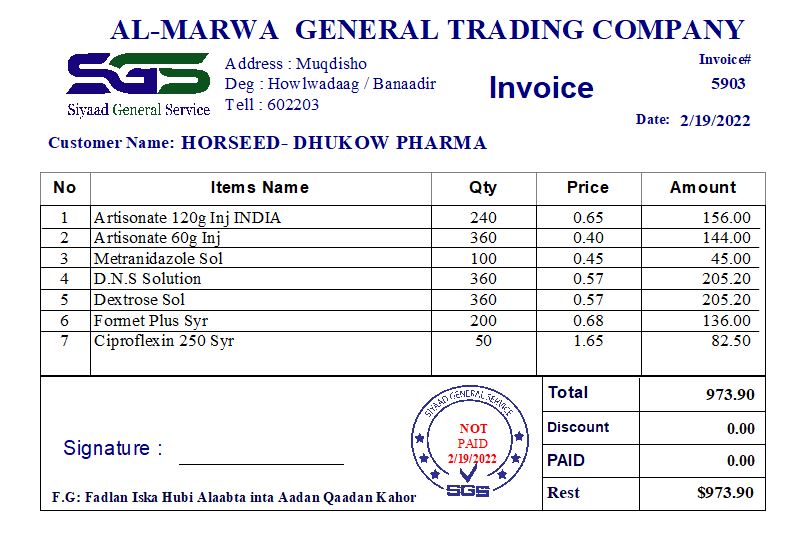 AL-MARWA GENERAL TRADING COMPANY
SGS
Siyaad General Service
Address : Muqdisho
Deg : Howlwadaag / Banaadir
Tell : 602203
Invoice
Invoice#
5903
Date: 2/19/2022
Customer Name: HORSEED- DHUKOW PHARMA
No Items Name Qty Price Amount
1 Artisonate 120g Inj INDIA 240 0.65 156.00
2 Artisonate 60g Inj 360 0.40 144.00
3 Metranidazole Sol 100 0.45 45.00
4 D.N.S Solution 360 0.57 205.20
5 Dextrose Sol 360 0.57 205.20
6 Formet Plus Syr 200 0.68 136.00
7 Ciproflexin 250 Syr 50 1.65 82.50
Total 973.90
Discount 0.00
PAID 0.00
Rest $973.90
SIYAAD GENERAL SERVICE
NOT
PAID
2/19/2022
SGS
Signature :
F.G: Fadlan Iska Hubi Alaabta inta Aadan Qaadan Kahor